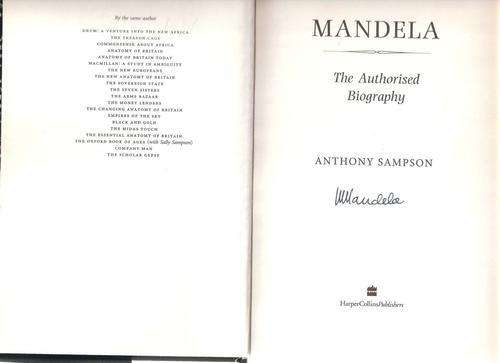 By the same author
DRUM: A VENTURE INTO THE NEW AFRICA
THE TREASON CAGE
COMMONSENSE ABOUT AFRICA
ANATOMY OF BRITAIN
ANATOMY OF BRITAIN TODAY
MACMILLAN: A STUDY IN AMBIGUITY
THE NEW EUROPEANS
THE NEW ANATOMY OF BRITAIN
THE SOVEREIGN STATE
THE SEVEN SISTERS
THE ARMS BAZAAR
THE MONEY LENDERS
THE CHANGING ANATOMY OF BRITAIN
EMPIRES OF THE SKY
BLACK AND GOLD
THE MIDAS TOUCH
THE ESSENTIAL ANATOMY OF BRITAIN
THE OXFORD BOOK OF AGES (with Sally Sampson)
COMPANY MAN
THE SCHOLAR GYPSY
MANDELA
The Authorised
Biography
ANTHONY SAMPSON
NMandela
HarperCollinsPublishers